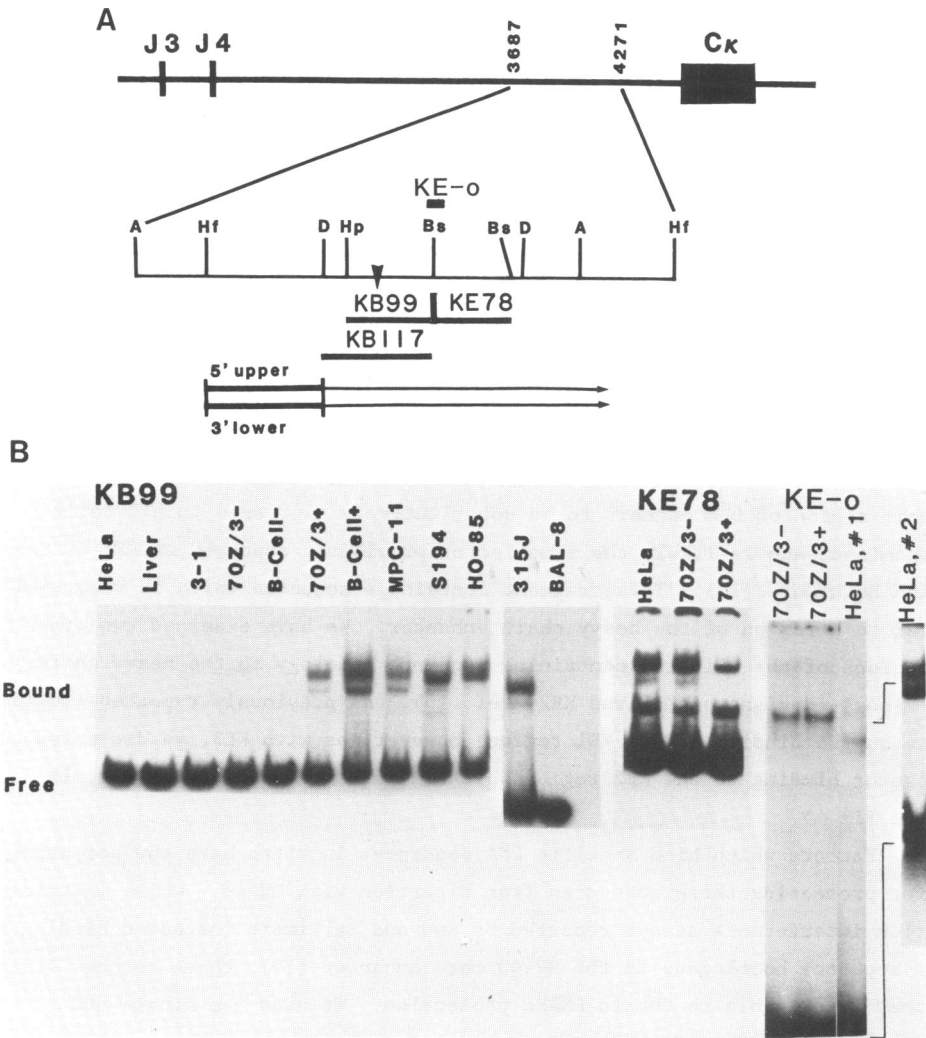 A
J3 J4 3687 4271 Cκ
KE-o
A Hf D Hp Bs Bs D A Hf
KB99 KE78
KB117
5' upper
3' lower
B
KB99 KE78 KE-o
HeLa
Liver
3-1
70Z/3-
B-Cell-
70Z/3+
B-Cell+
MPC-11
S194
HO-85
315J
BAL-8
HeLa
70Z/3-
70Z/3+
70Z/3-
70Z/3+
HeLa,#10
HeLa,#2
Bound
Free